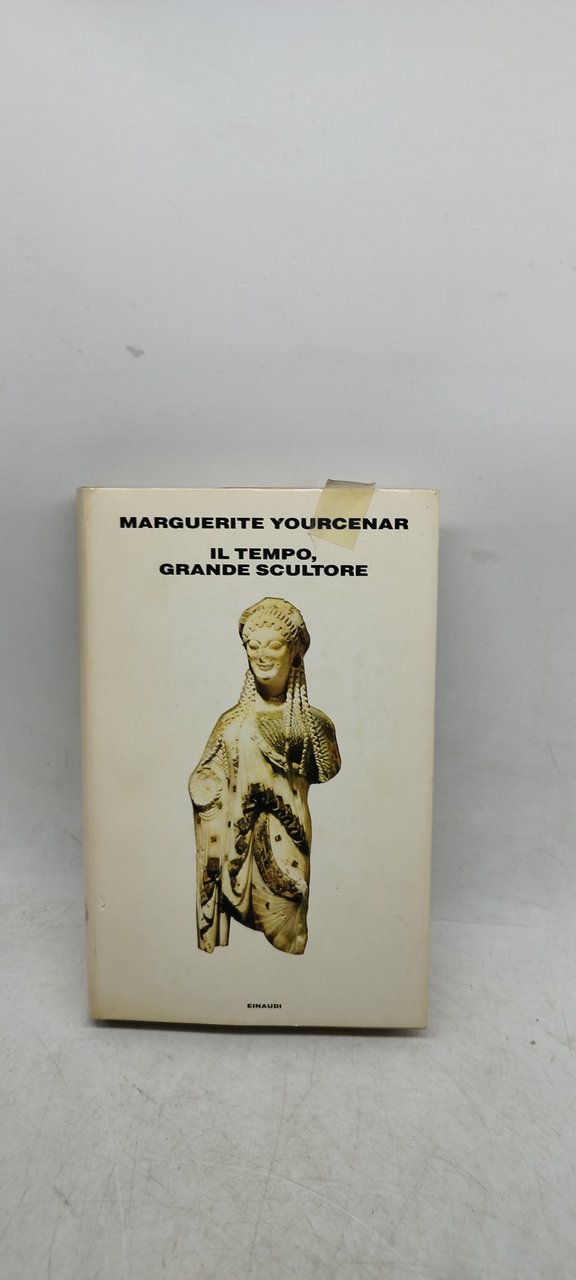 MARGUERITE YOURCENAR
IL TEMPO,
GRANDE SCULTORE
EINAUDI